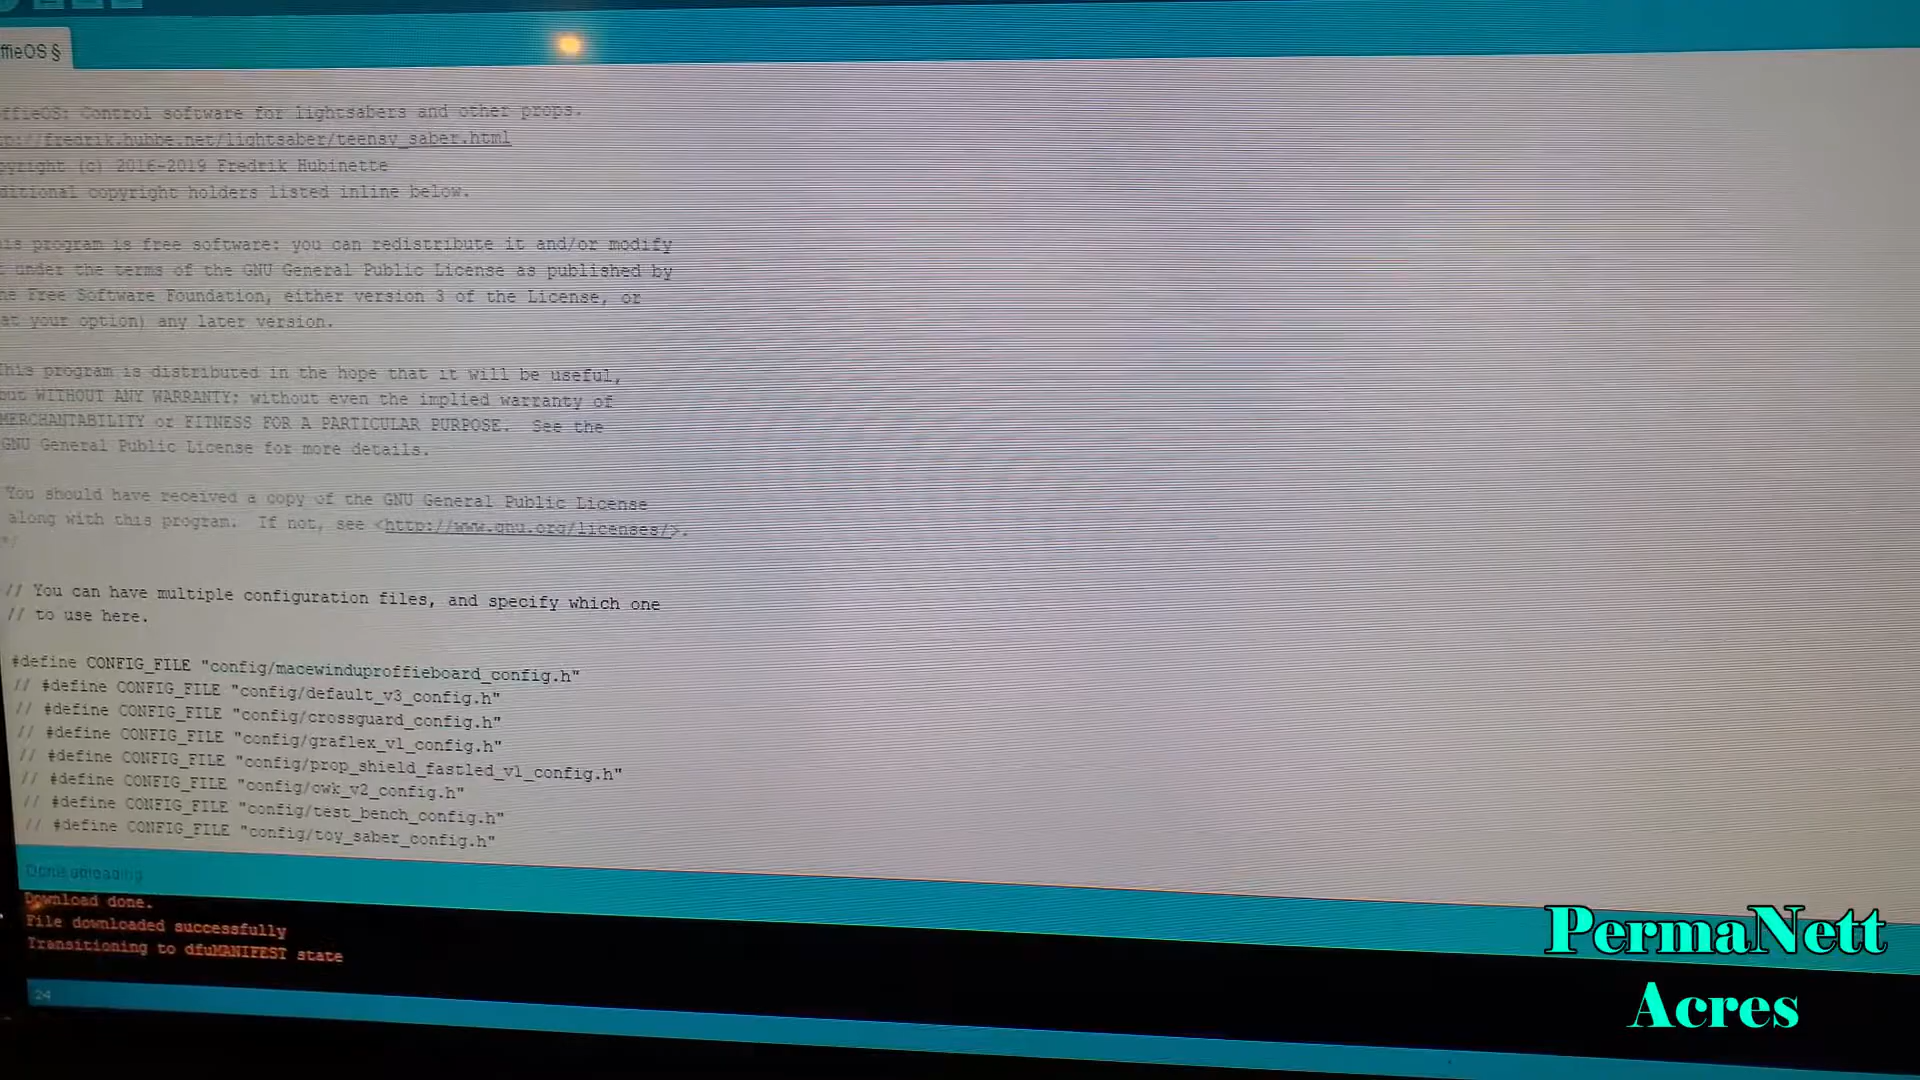 ffieOS §
ffieOS: Control software for lightsabers and other props.
p://fredrik.hubbe.net/lightsaber/teensy_saber.html
pyright (c) 2016-2019 Fredrik Hubinette
ditional copyright holders listed inline below.
is program is free software: you can redistribute it and/or modify
t under the terms of the GNU General Public License as published by
he Free Software Foundation, either version 3 of the License, or
at your option) any later version.
This program is distributed in the hope that it will be useful,
but WITHOUT ANY WARRANTY; without even the implied warranty of
MERCHANTABILITY or FITNESS FOR A PARTICULAR PURPOSE.  See the
GNU General Public License for more details.
You should have received a copy of the GNU General Public License
along with this program.  If not, see <http://www.gnu.org/licenses/>.
*/
// You can have multiple configuration files, and specify which one
// to use here.
#define CONFIG_FILE "config/macewinduproffieboard_config.h"
// #define CONFIG_FILE "config/default_v3_config.h"
// #define CONFIG_FILE "config/crossguard_config.h"
// #define CONFIG_FILE "config/graflex_v1_config.h"
// #define CONFIG_FILE "config/prop_shield_fastled_v1_config.h"
// #define CONFIG_FILE "config/owk_v2_config.h"
// #define CONFIG_FILE "config/test_bench_config.h"
// #define CONFIG_FILE "config/toy_saber_config.h"
Done uploading
Download done.
File downloaded successfully
Transitioning to dfuMANIFEST state
24
PermaNett
Acres